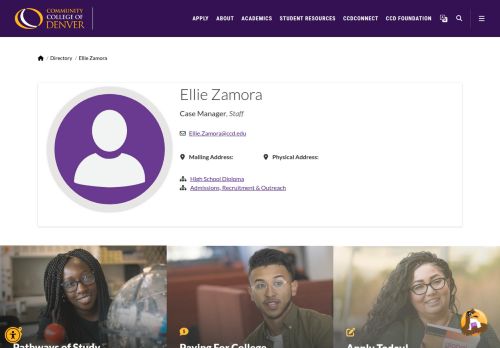 COMMUNITY
COLLEGE OF
DENVER
APPLY ABOUT ACADEMICS STUDENT RESOURCES CCDCONNECT CCD FOUNDATION
/ Directory / Ellie Zamora
Ellie Zamora
Case Manager, Staff
Ellie.Zamora@ccd.edu
Mailing Address: Physical Address:
High School Diploma
Admissions, Recruitment & Outreach
Pathways of Study
Paying For College
Apply Today!